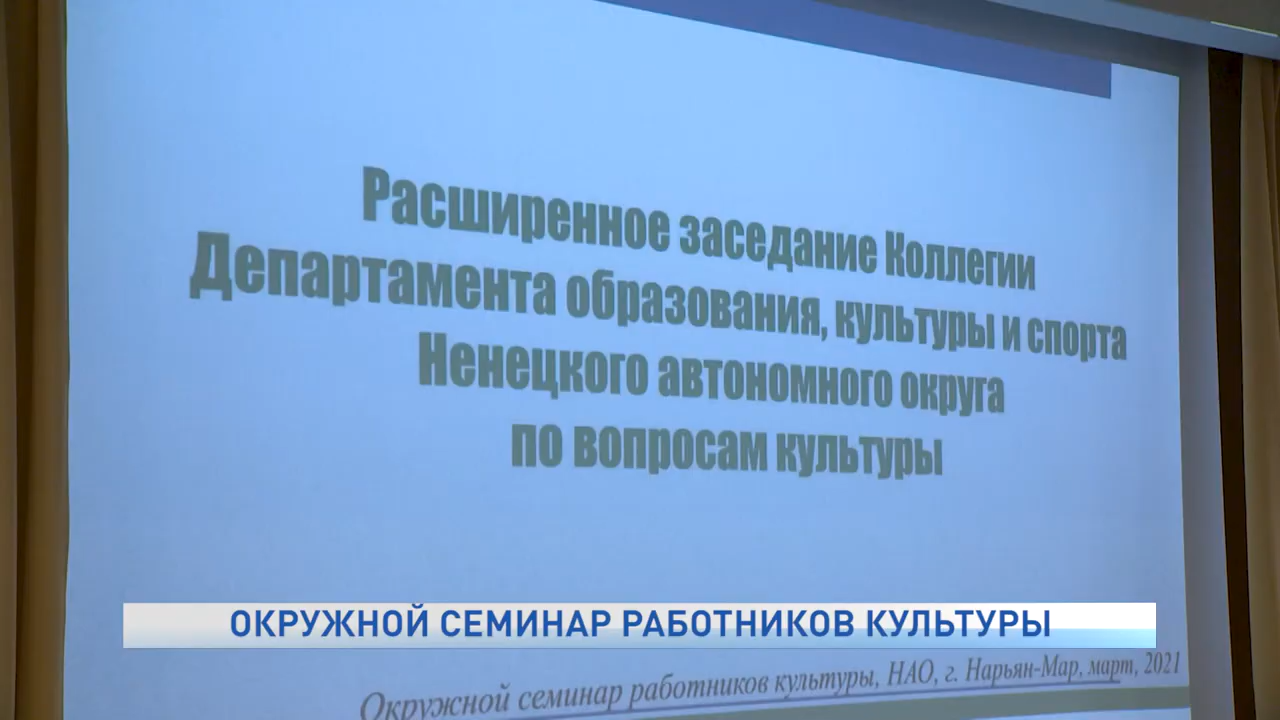 Расширенное заседание Коллегии
Департамента образования, культуры и спорта
Ненецкого автономного округа
по вопросам культуры
ОКРУЖНОЙ СЕМИНАР РАБОТНИКОВ КУЛЬТУРЫ
Окружной семинар работников культуры, НАО, г. Нарьян-Мар, март, 2021